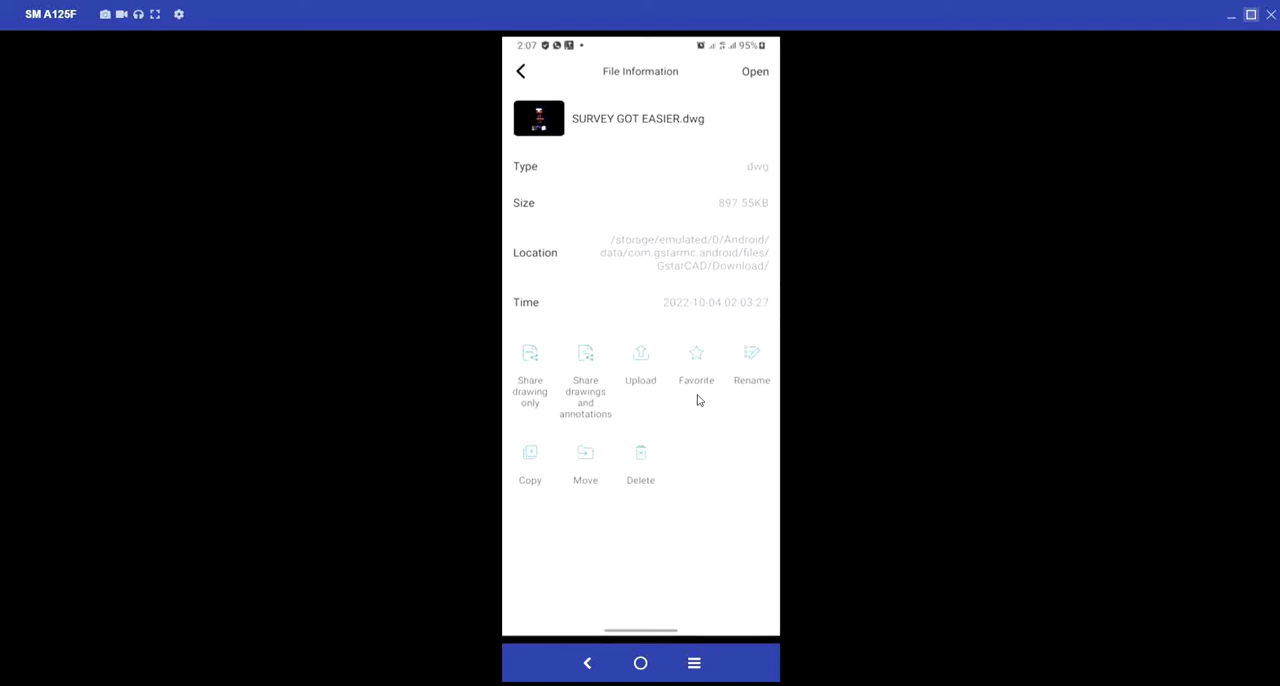 SM A125F
2:07 95%
File Information Open
SURVEY GOT EASIER.dwg
Type dwg
Size 897.55KB
/storage/emulated/0/Android/
Location data/com.gstarmc.android/files/
GstarCAD/Download/
Time 2022-10-04 02:03:27
Share drawing only
Share drawings and annotations
Upload
Favorite
Rename
Copy
Move
Delete